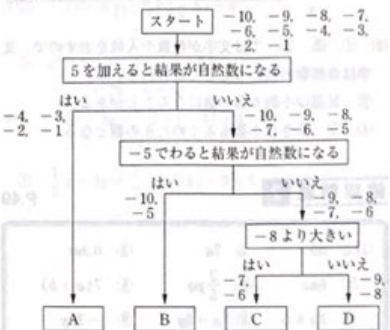 スタート
-10, -9, -8, -7,
-6, -5, -4, -3,
-2, -1
5を加えると結果が自然数になる
はい いいえ
-4, -3,
-2, -1
-10, -9, -8
-7, -6, -5
-5でわると結果が自然数になる
はい いいえ
-10,
-5
-9, -8,
-7, -6
-8より大きい
はい いいえ
-7,
-6
-9,
-8
A B C D